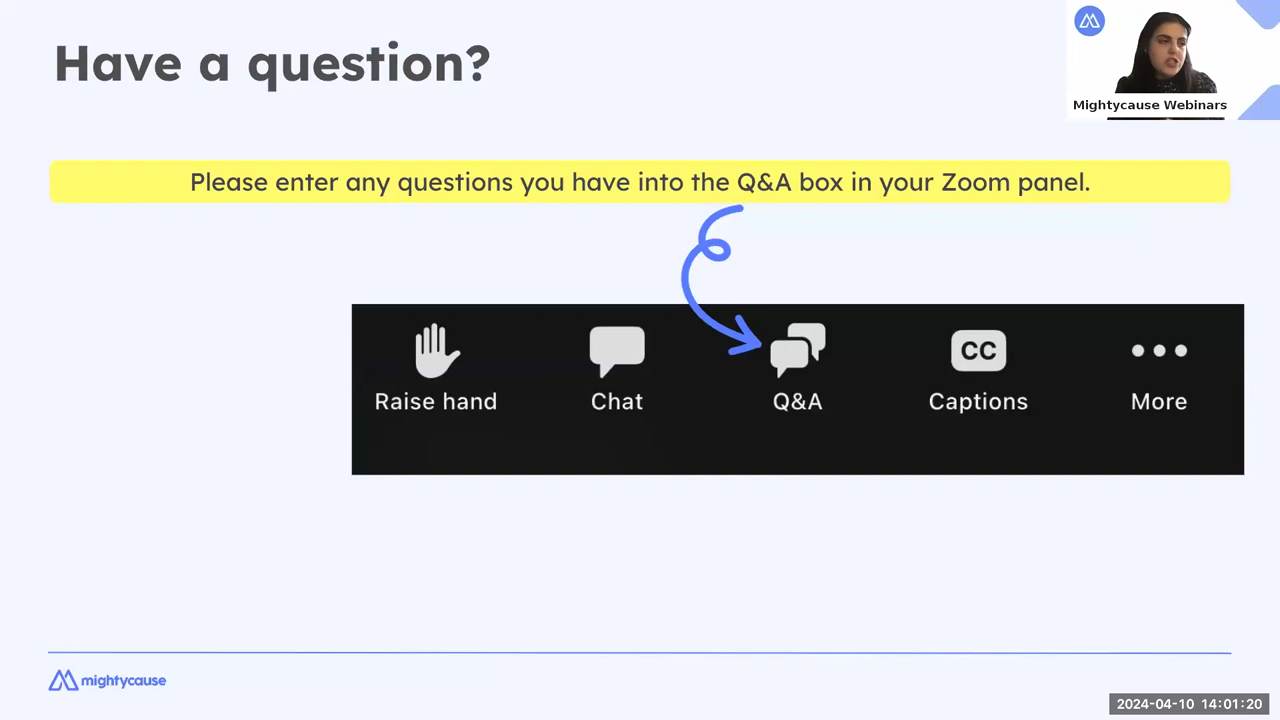 Have a question?
Mightycause Webinars
Please enter any questions you have into the Q&A box in your Zoom panel.
CC
Raise hand
Chat
Q&A
Captions
More
mightycause
2024-04-10 14:01:20